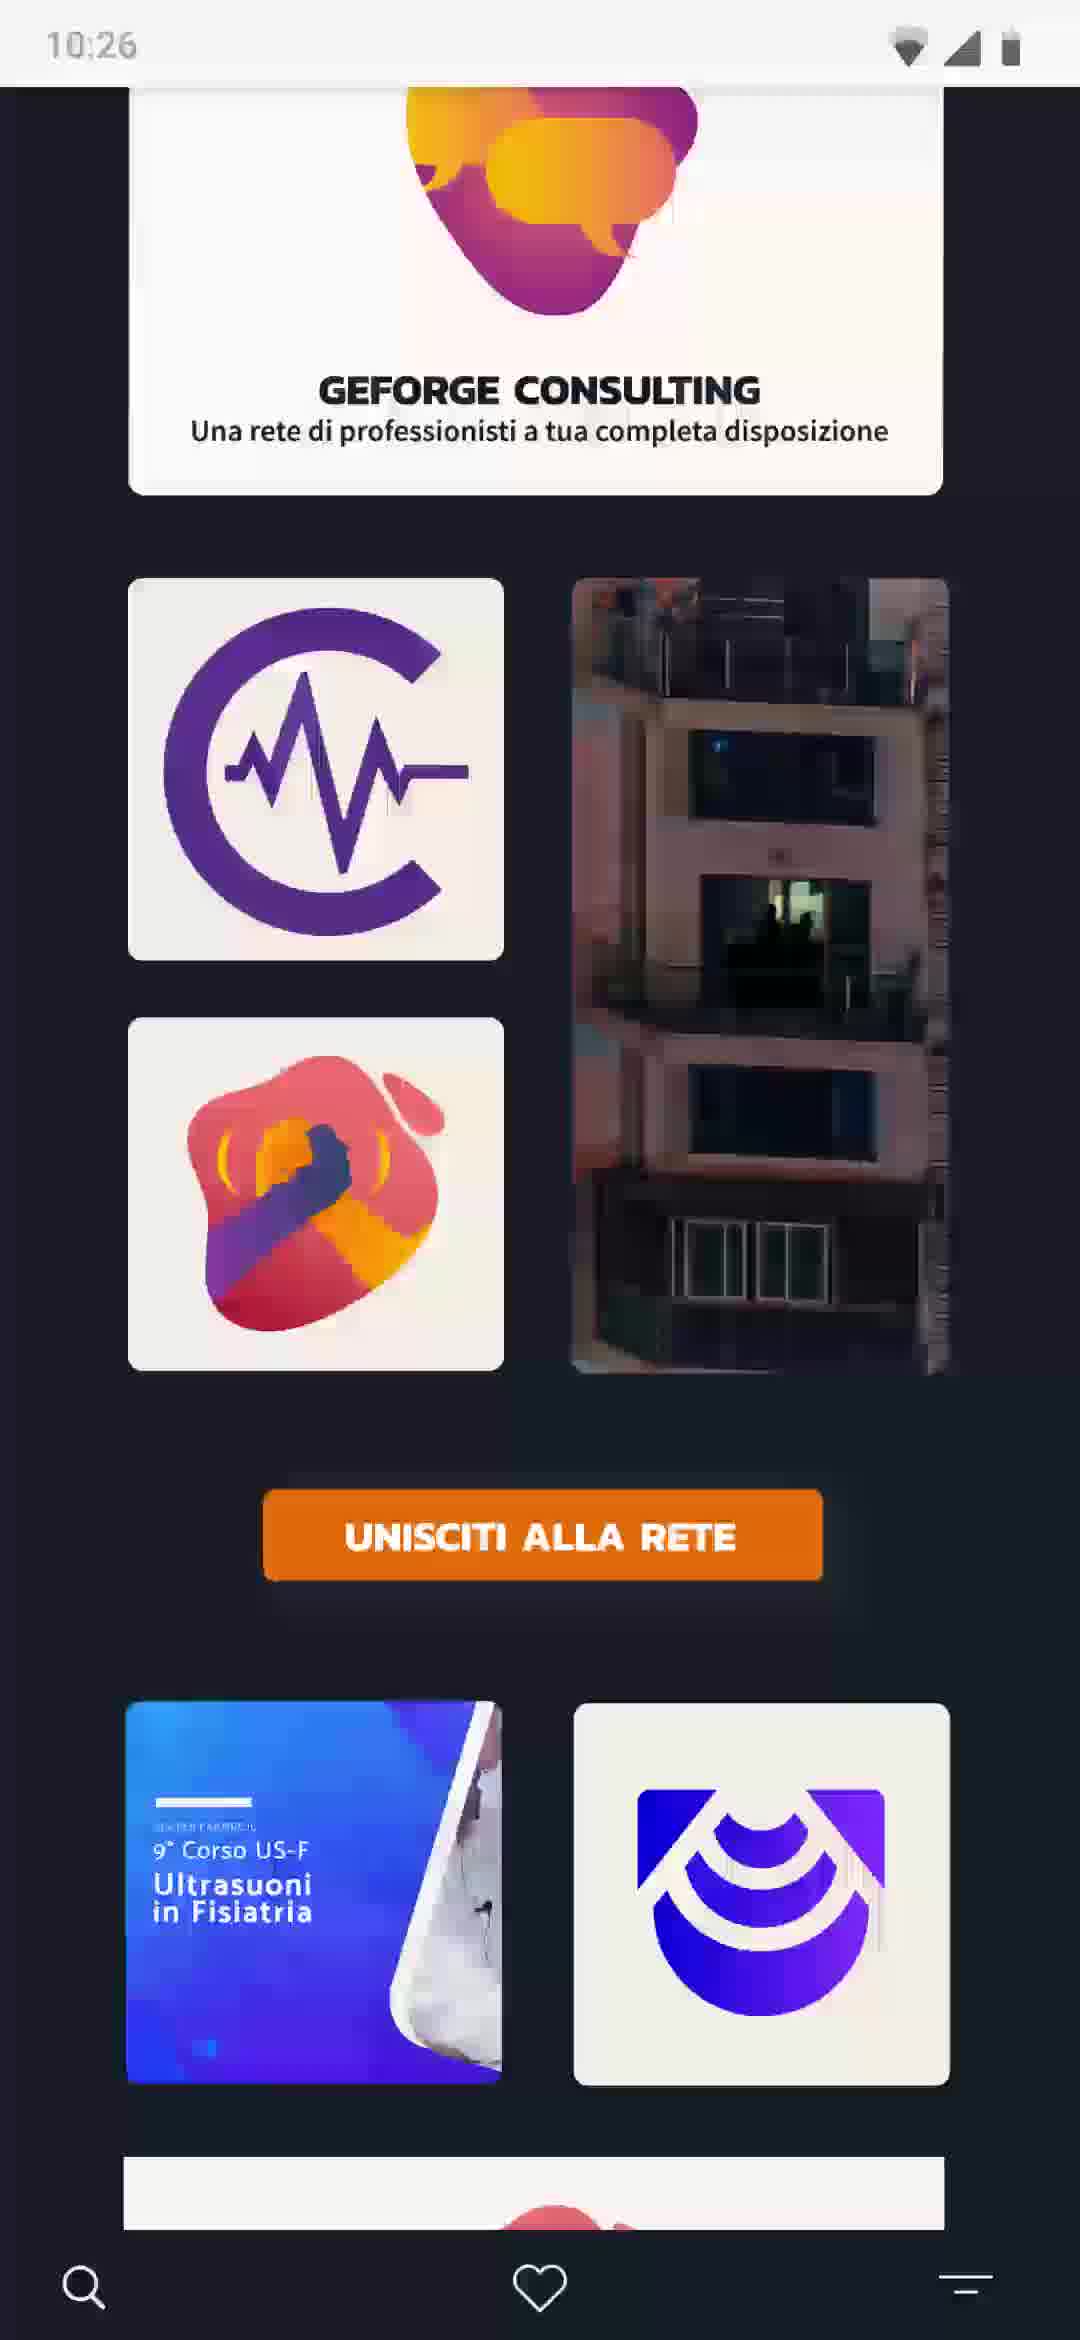 10:26
GEFORGE CONSULTING
Una rete di professionisti a tua completa disposizione
UNISCITI ALLA RETE
9° Corso US-F
Ultrasuoni
in Fisiatria